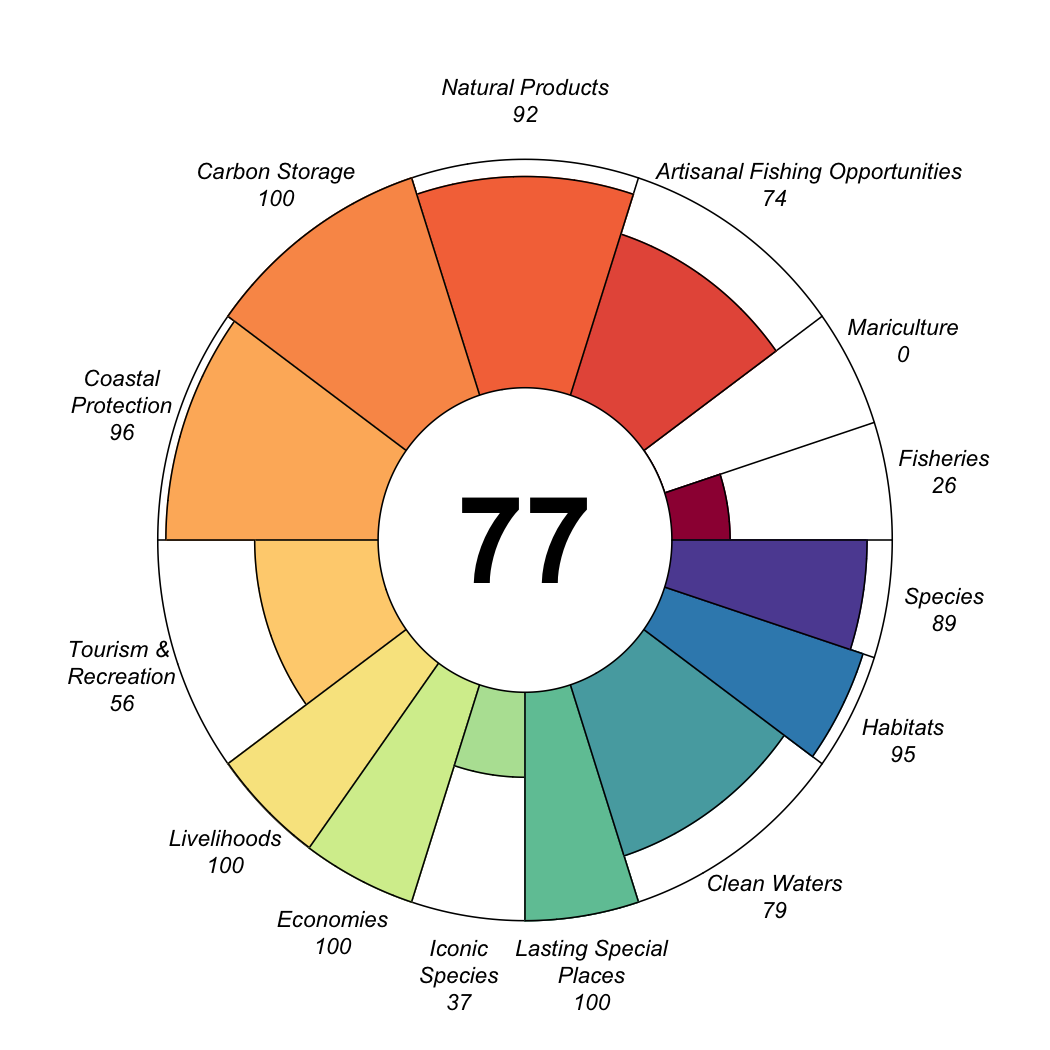 Natural Products
92
Carbon Storage
100
Artisanal Fishing Opportunities
74
Mariculture
0
Coastal
Protection
96
Fisheries
26
77
Species
89
Tourism &
Recreation
56
Habitats
95
Livelihoods
100
Clean Waters
79
Economies
100
Iconic
Species
37
Lasting Special
Places
100